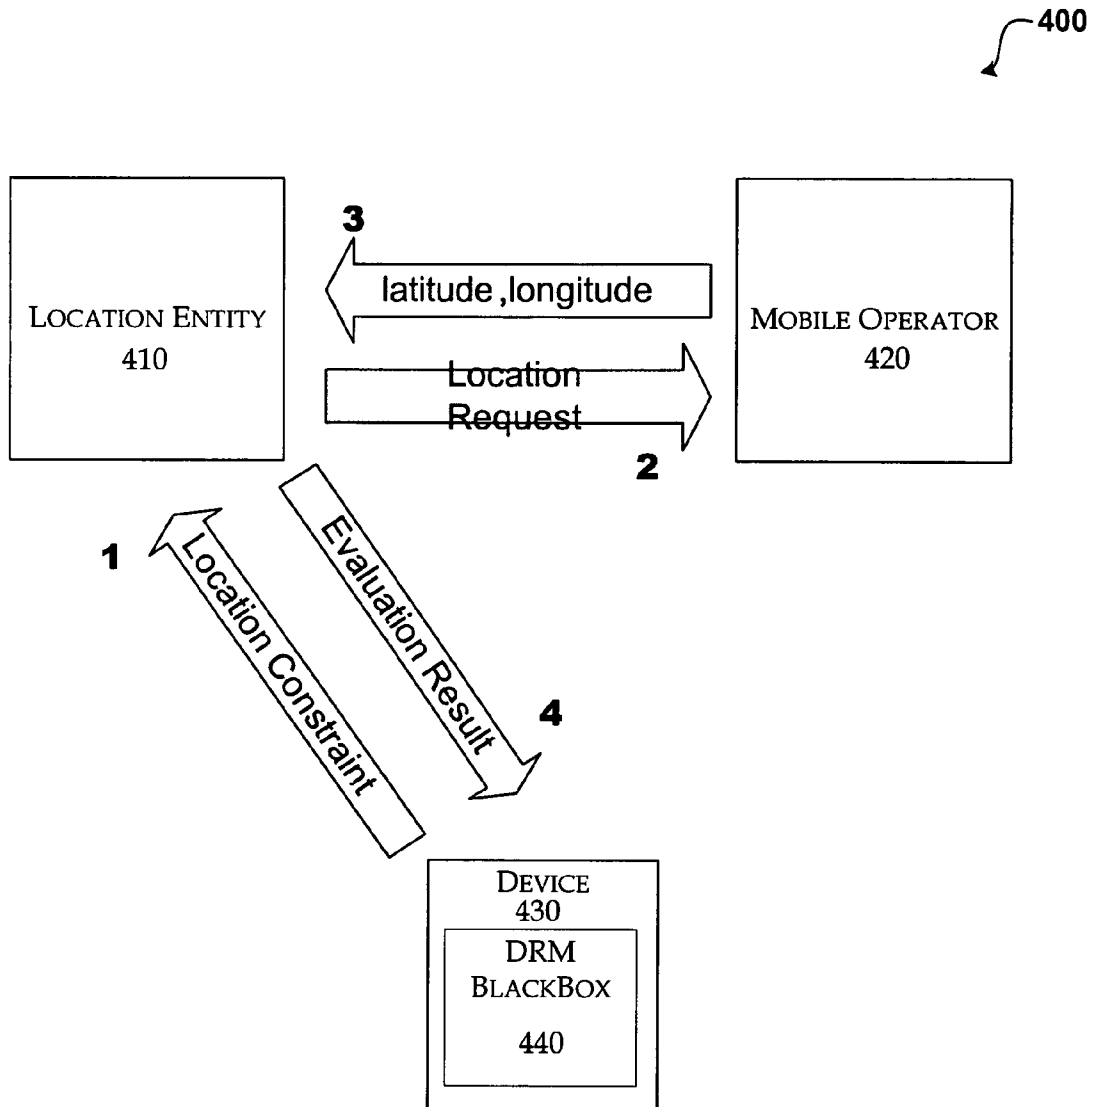 400
3
latitude,longitude
LOCATION ENTITY
410
MOBILE OPERATOR
420
Location
Request
2
1
Location Constraint
Evaluation Result
4
DEVICE
430
DRM
BLACKBOX
440